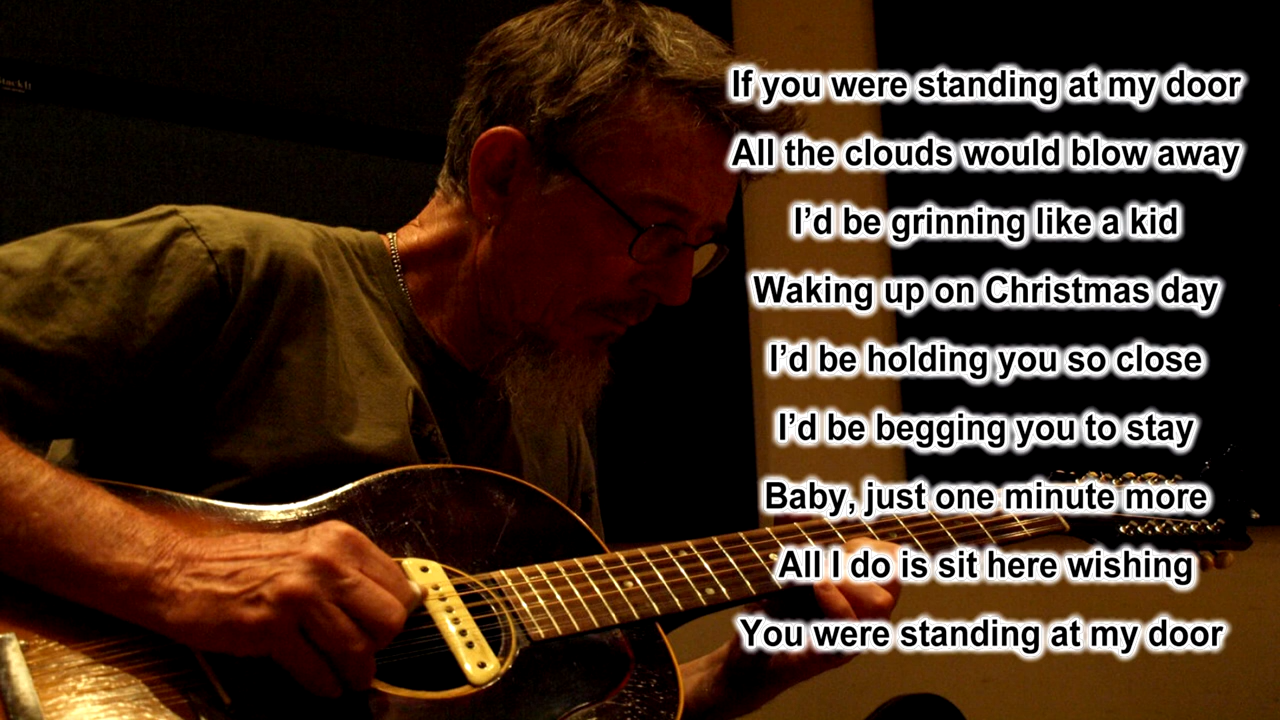 If you were standing at my door
All the clouds would blow away
I’d be grinning like a kid
Waking up on Christmas day
I’d be holding you so close
I’d be begging you to stay
Baby, just one minute more
All I do is sit here wishing
You were standing at my door